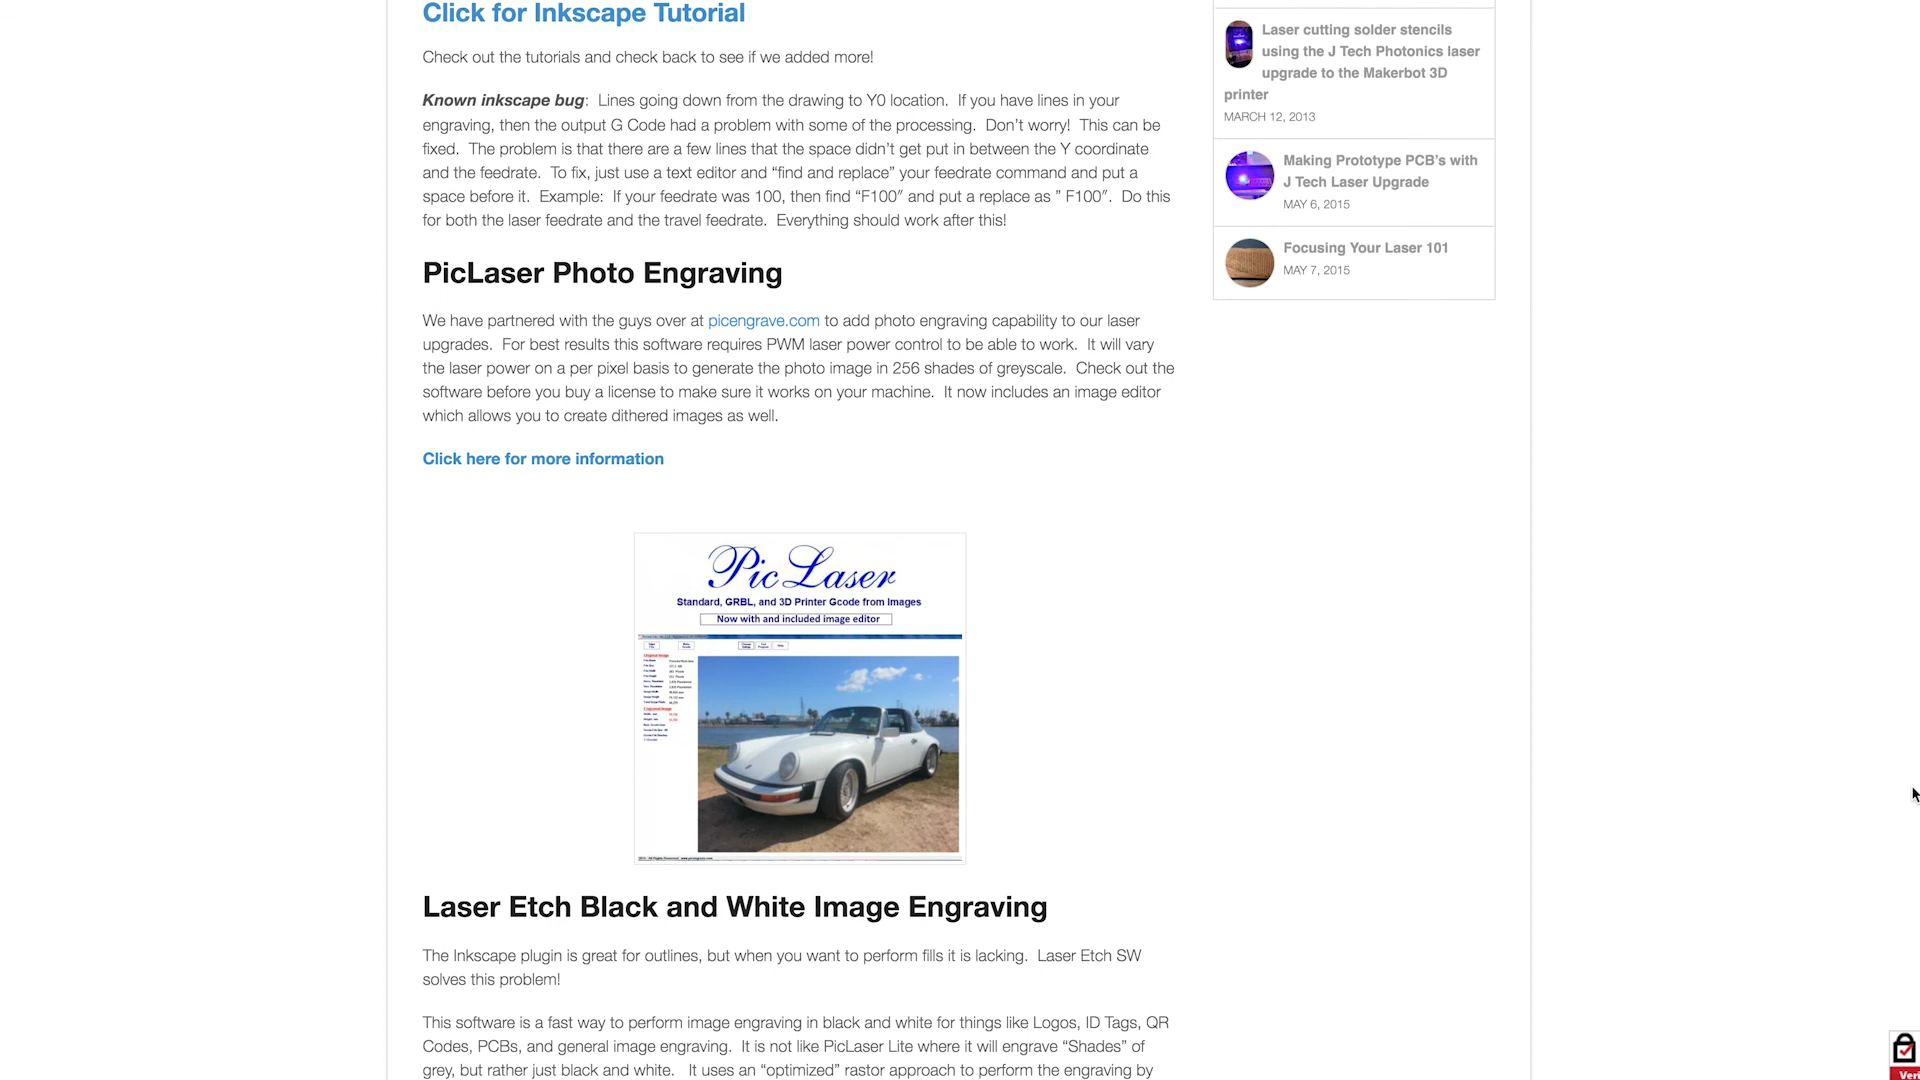 Click for Inkscape Tutorial
Check out the tutorials and check back to see if we added more!
Known inkscape bug:  Lines going down from the drawing to Y0 location.  If you have lines in your
engraving, then the output G Code had a problem with some of the processing.  Don’t worry!  This can be
fixed.  The problem is that there are a few lines that the space didn’t get put in between the Y coordinate
and the feedrate.  To fix, just use a text editor and “find and replace” your feedrate command and put a
space before it.  Example:  If your feedrate was 100, then find “F100″ and put a replace as ” F100″.  Do this
for both the laser feedrate and the travel feedrate.  Everything should work after this!
PicLaser Photo Engraving
We have partnered with the guys over at picengrave.com to add photo engraving capability to our laser
upgrades.  For best results this software requires PWM laser power control to be able to work.  It will vary
the laser power on a per pixel basis to generate the photo image in 256 shades of greyscale.  Check out the
software before you buy a license to make sure it works on your machine.  It now includes an image editor
which allows you to create dithered images as well.
Click here for more information
PicLaser
Standard, GRBL, and 3D Printer Gcode from Images
Now with and included image editor
Laser Etch Black and White Image Engraving
The Inkscape plugin is great for outlines, but when you want to perform fills it is lacking.  Laser Etch SW
solves this problem!
This software is a fast way to perform image engraving in black and white for things like Logos, ID Tags, QR
Codes, PCBs, and general image engraving.  It is not like PicLaser Lite where it will engrave “Shades” of
grey, but rather just black and white.   It uses an “optimized” rastor approach to perform the engraving by
Laser cutting solder stencils
using the J Tech Photonics laser
upgrade to the Makerbot 3D
printer
MARCH 12, 2013
Making Prototype PCB’s with
J Tech Laser Upgrade
MAY 6, 2015
Focusing Your Laser 101
MAY 7, 2015
Veri